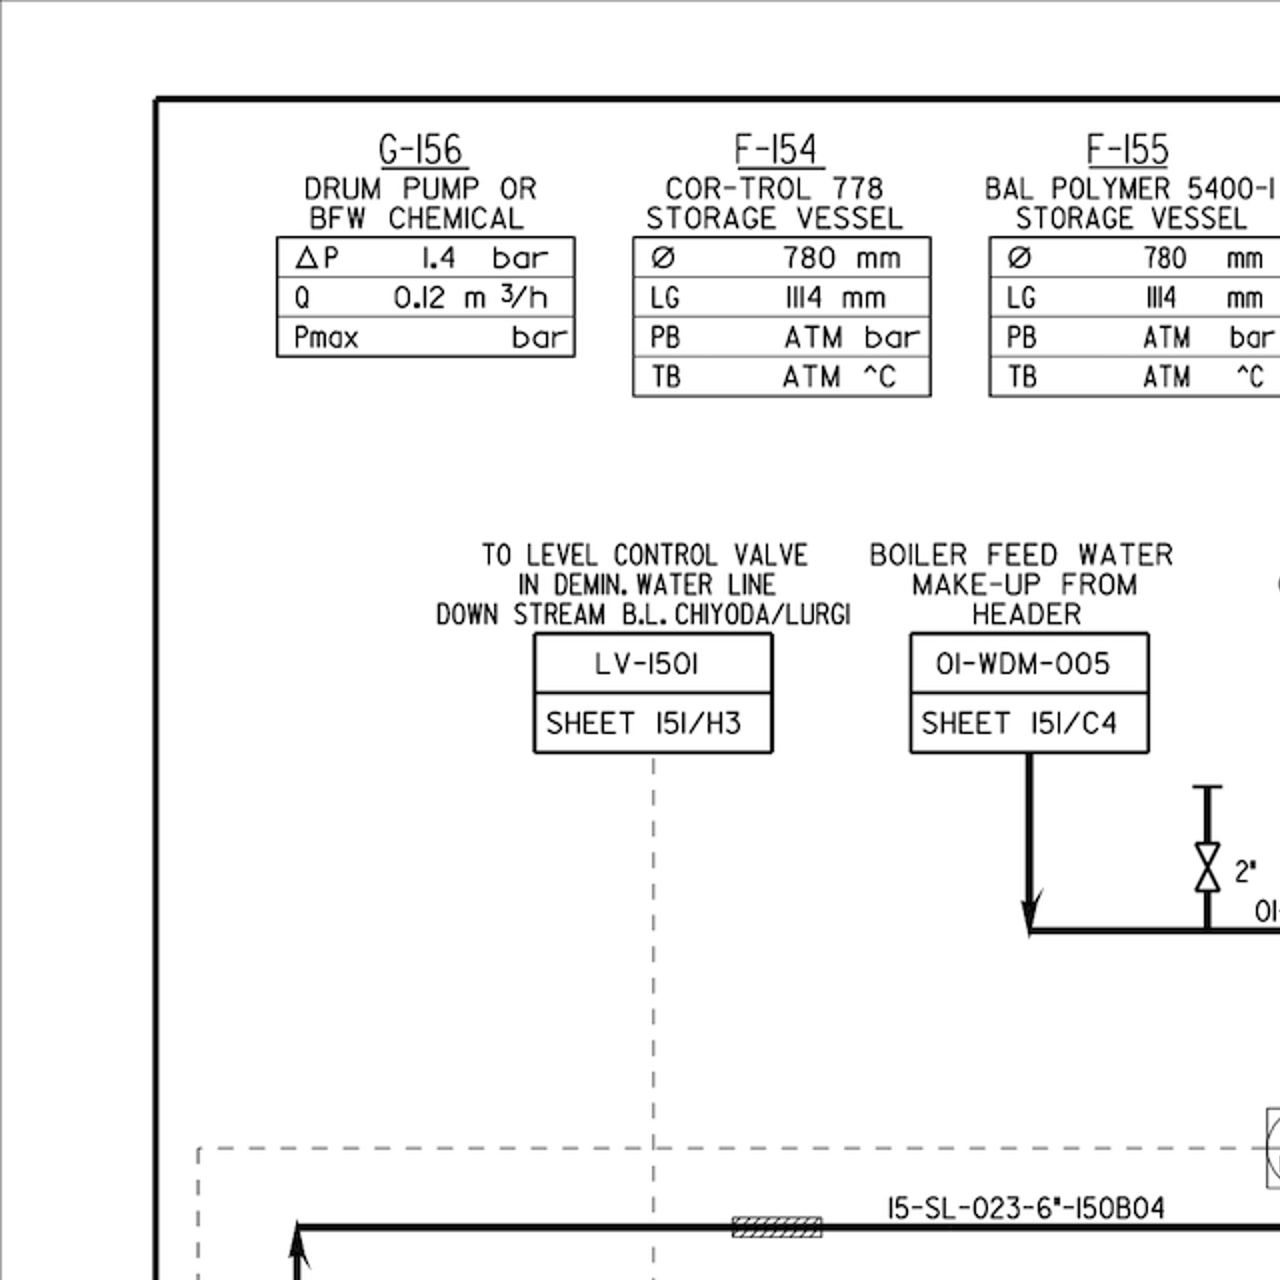 G-156
DRUM PUMP OR
BFW CHEMICAL
△P 1.4 bar
Q 0.12 m 3/h
Pmax bar
F-154
COR-TROL 778
STORAGE VESSEL
Ø 780 mm
LG 1114 mm
PB ATM bar
TB ATM ^C
F-155
BAL POLYMER 5400-1
STORAGE VESSEL
Ø 780 mm
LG 1114 mm
PB ATM bar
TB ATM ^C
TO LEVEL CONTROL VALVE
IN DEMIN. WATER LINE
DOWN STREAM B.L. CHIYODA/LURGI
LV-1501
SHEET 151/H3
BOILER FEED WATER
MAKE-UP FROM
HEADER
01-WDM-005
SHEET 151/C4
2"
01-
15-SL-023-6"-150B04